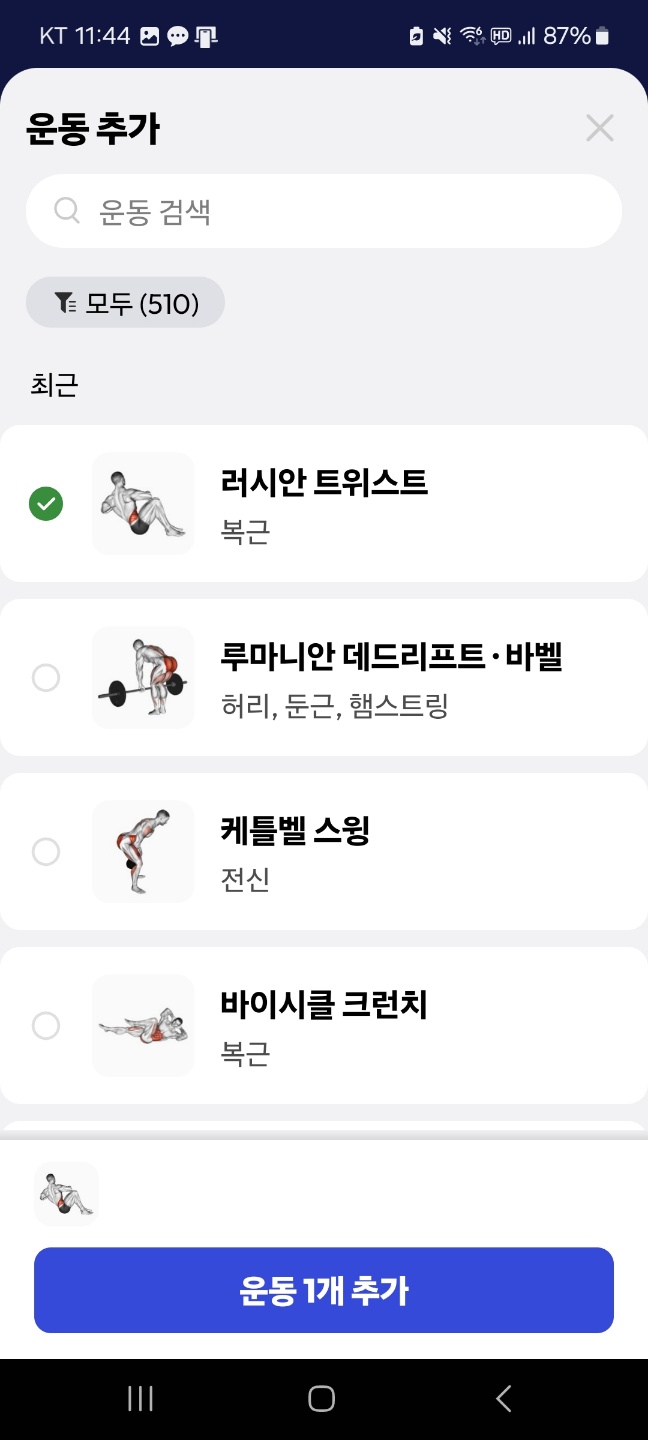 KT 11:44 HD 87%
운동 추가
운동 검색
모두 (510)
최근
러시안 트위스트
복근
루마니안 데드리프트 · 바벨
허리, 둔근, 햄스트링
케틀벨 스윙
전신
바이시클 크런치
복근
운동 1개 추가